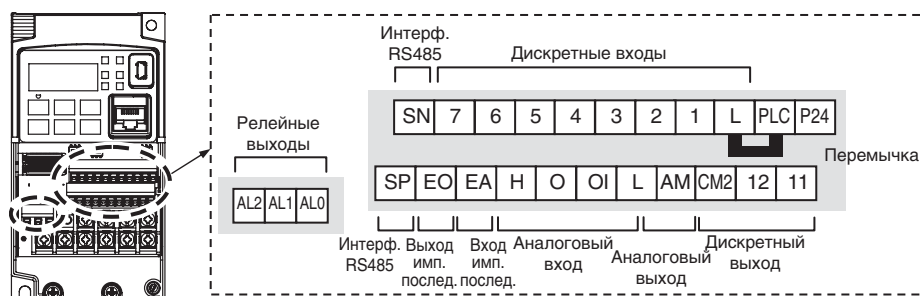 Интерф.
RS485
Дискретные входы
SN 7 6 5 4 3 2 1 L PLC P24
Релейные
выходы
Перемычка
AL2 AL1 AL0
SP EO EA H O OI L AM CM2 12 11
Интерф.
RS485
Выход
имп.
послед.
Вход
имп.
послед.
Аналоговый
вход
Аналоговый
выход
Дискретный
выход